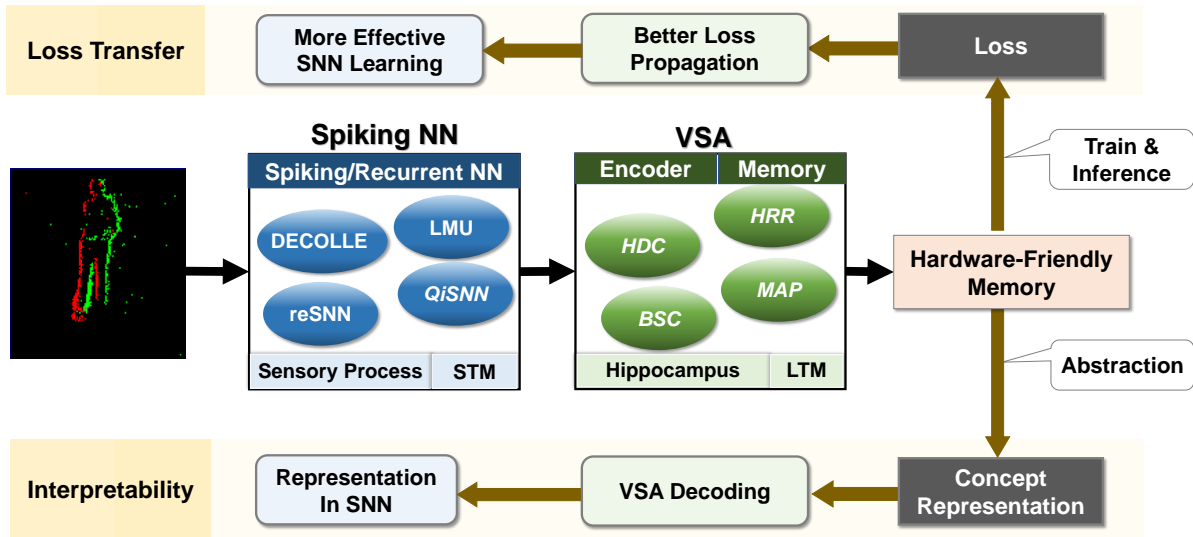 Loss Transfer
More Effective
SNN Learning
Better Loss
Propagation
Loss
Spiking NN
VSA
Spiking/Recurrent NN
Encoder
Memory
Train &
Inference
DECOLLE
LMU
reSNN
QiSNN
HDC
HRR
BSC
MAP
Hardware-Friendly
Memory
Sensory Process
STM
Hippocampus
LTM
Abstraction
Interpretability
Representation
In SNN
VSA Decoding
Concept
Representation